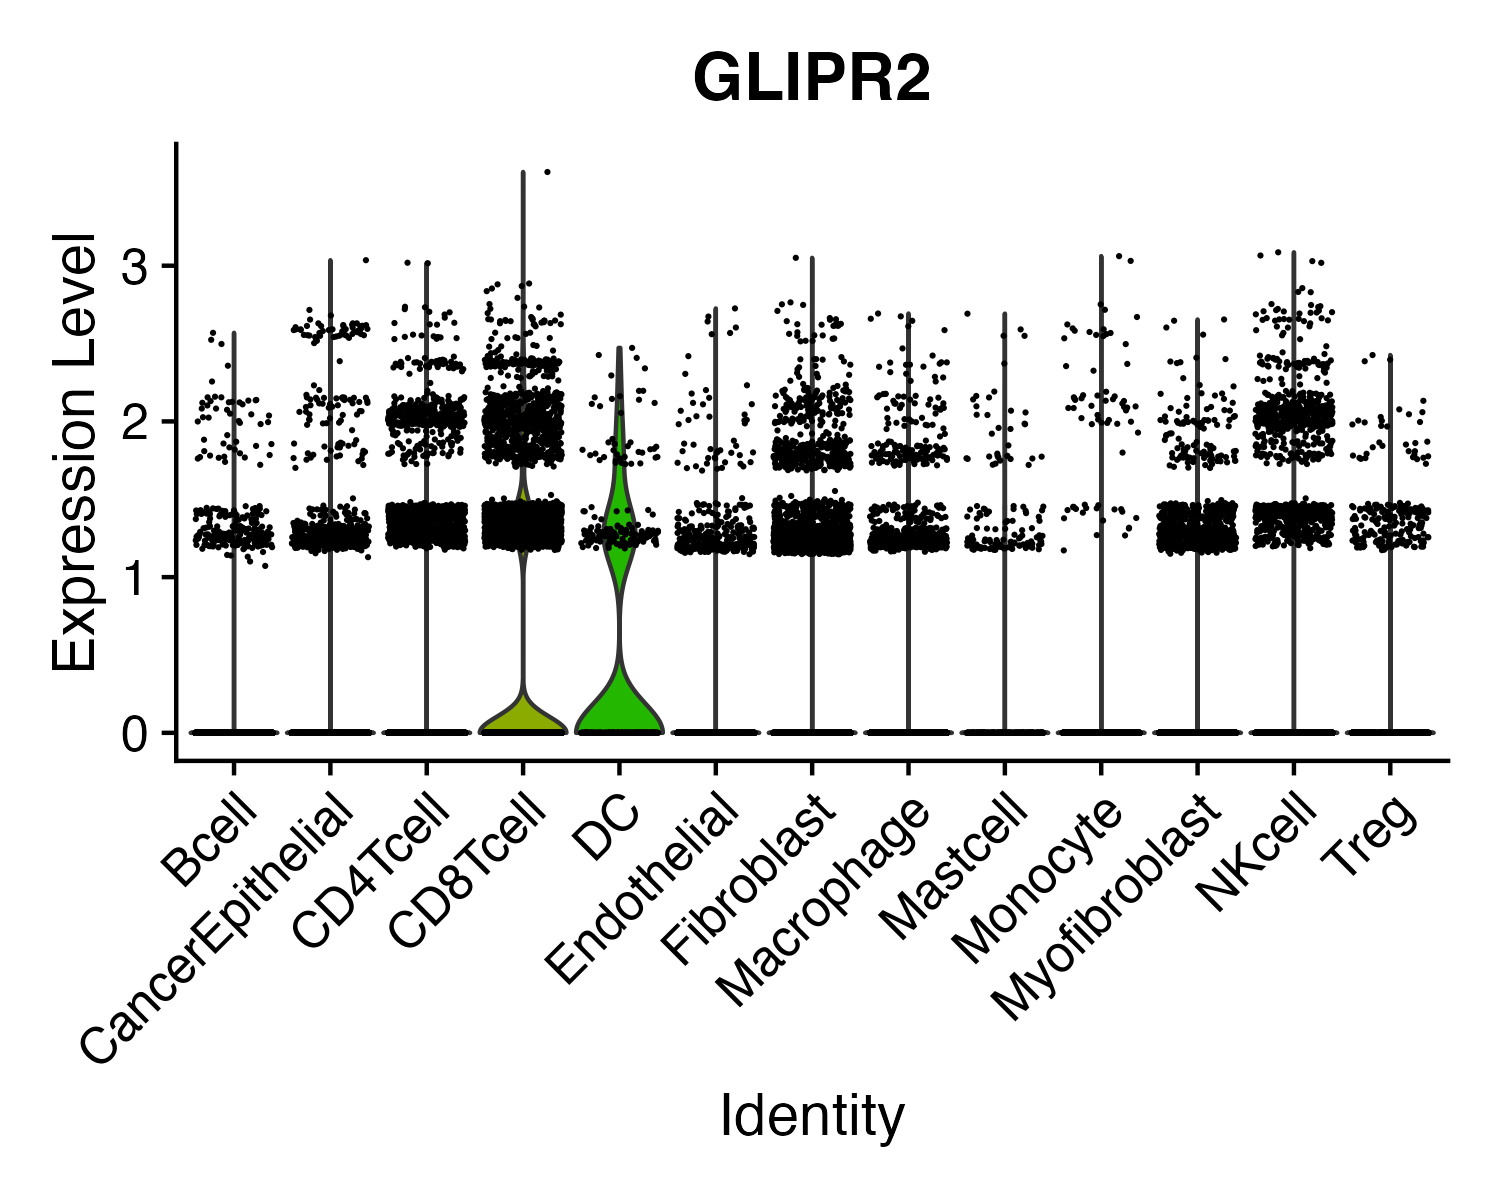 GLIPR2
Expression Level
3
2
1
0
Bcell
CancerEpithelial
CD4Tcell
CD8Tcell
DC
Endothelial
Fibroblast
Macrophage
Mastcell
Monocyte
Myofibroblast
NKcell
Treg
Identity